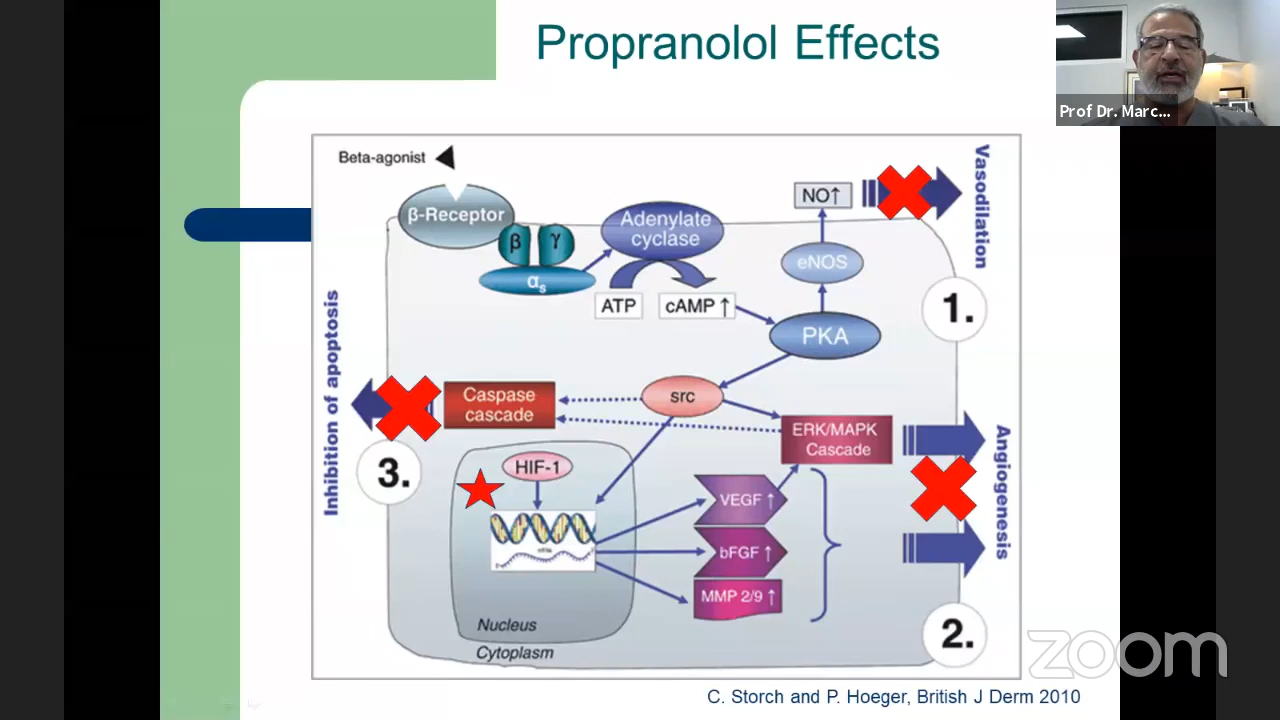 Propranolol Effects
Prof Dr. Marc...
Beta-agonist
β-Receptor
β
γ
αs
Adenylate
cyclase
ATP
cAMP ↑
NO↑
eNOS
PKA
Vasodilation
1.
Inhibition of apoptosis
3.
Caspase
cascade
src
ERK/MAPK
Cascade
HIF-1
VEGF ↑
bFGF ↑
MMP 2/9 ↑
Angiogenesis
2.
Nucleus
Cytoplasm
zoom
C. Storch and P. Hoeger, British J Derm 2010